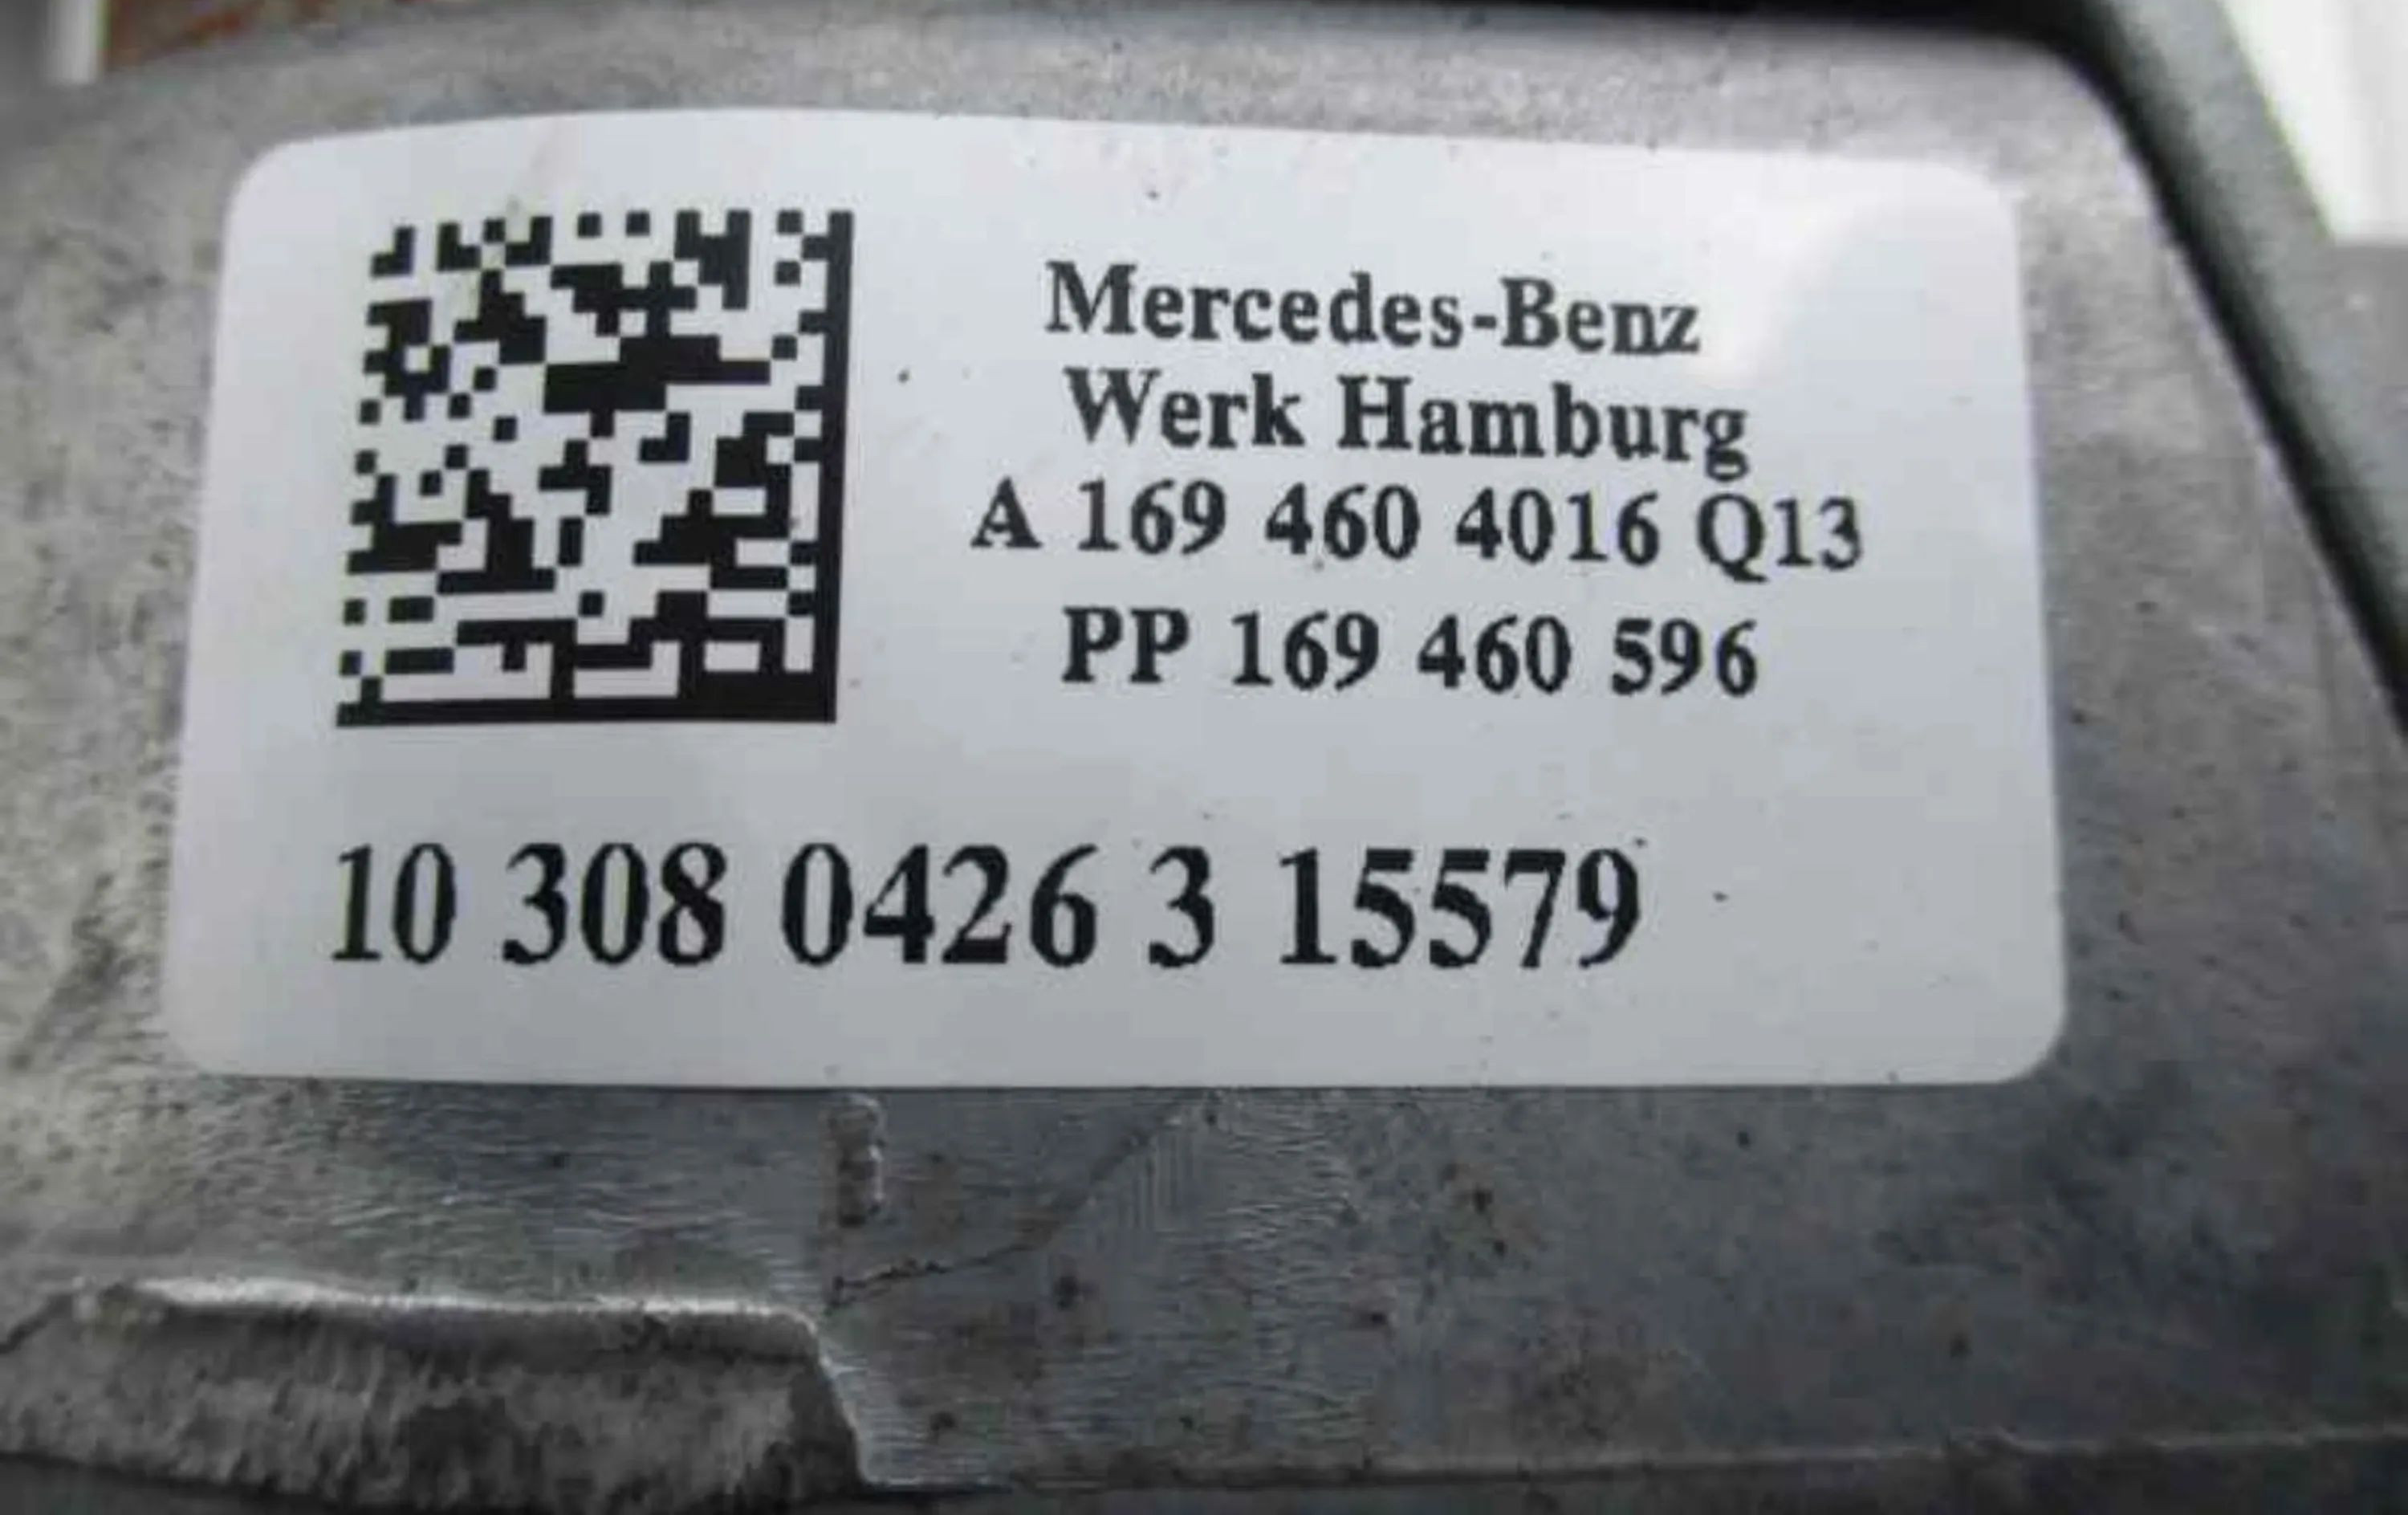 Mercedes-Benz
Werk Hamburg
A 169 460 4016 Q13
PP 169 460 596
10 308 0426 3 15579